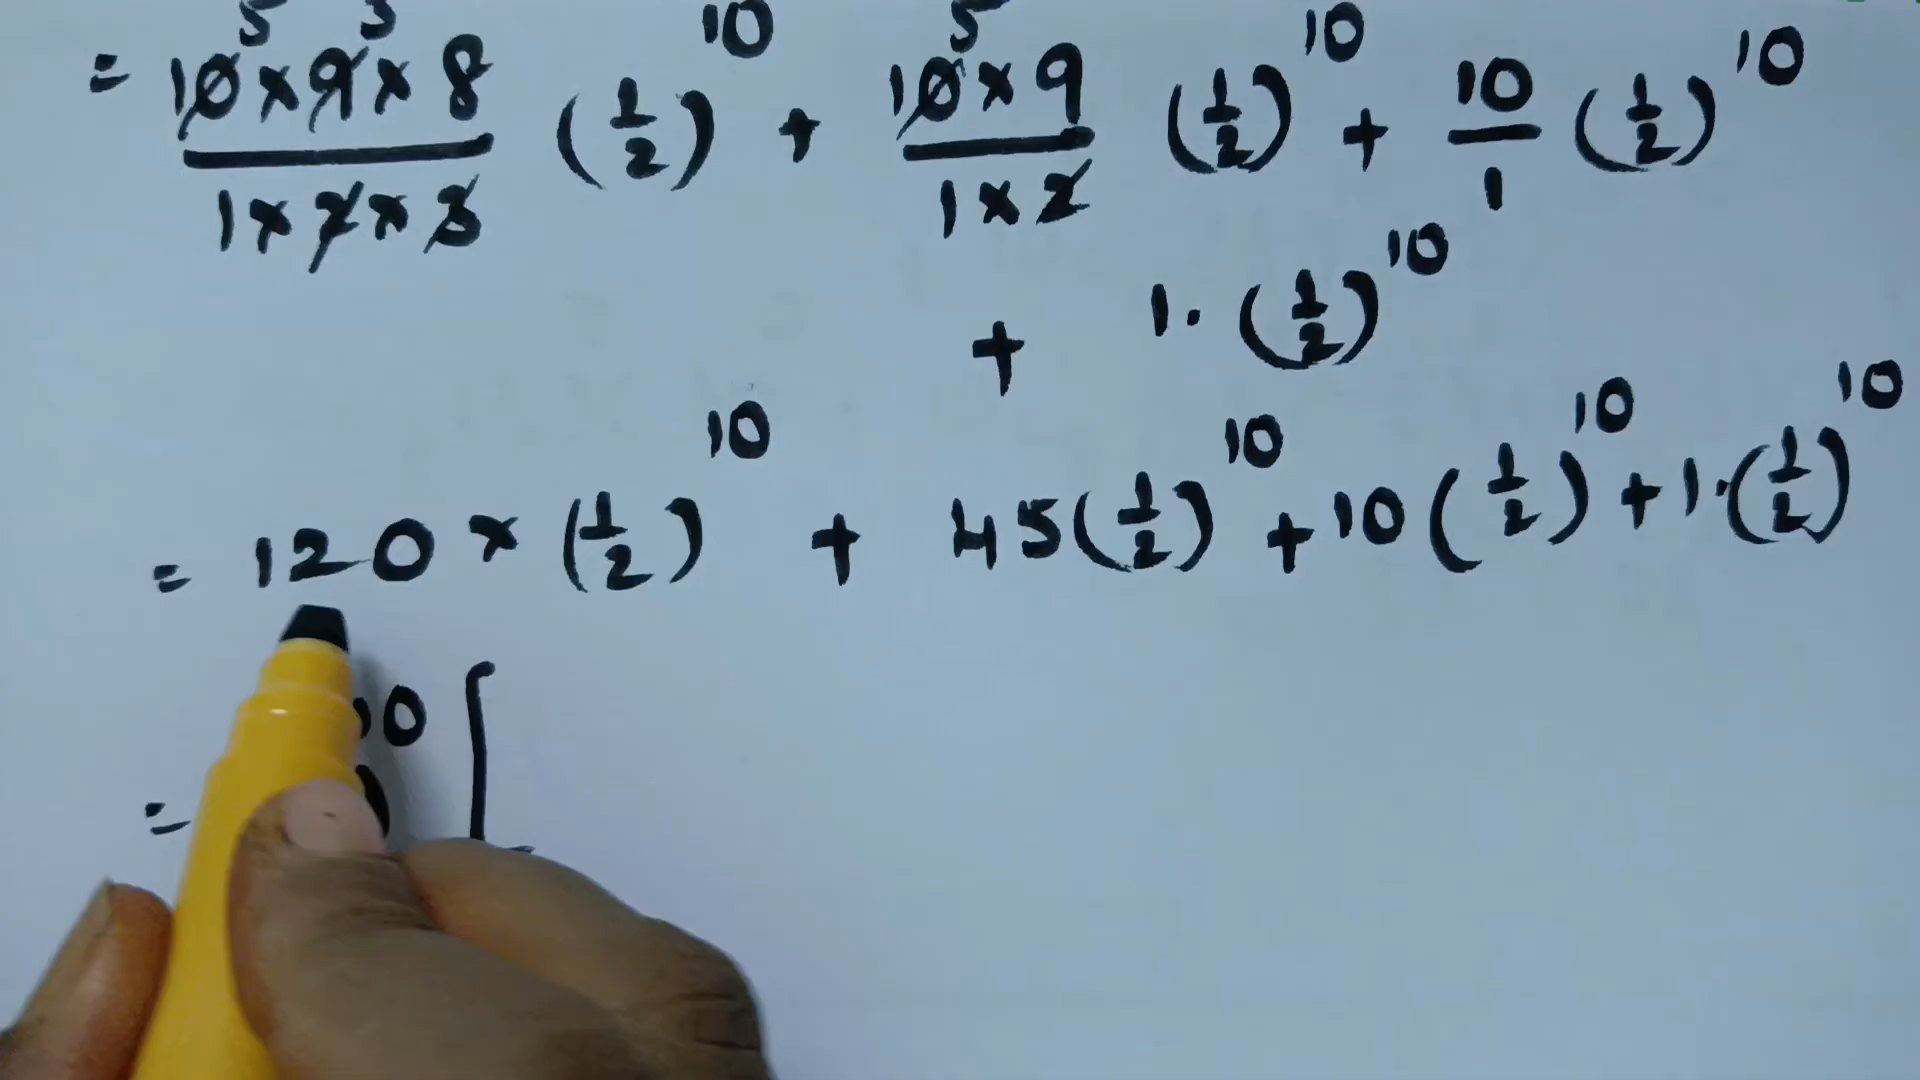 5 3
= 10×9×8/1×2×3 (1/2)^10 + 5 10×9/1×2 (1/2)^10 + 10/1 (1/2)^10
+ 1·(1/2)^10
= 120 × (1/2)^10 + 45(1/2)^10 + 10(1/2)^10 + 1·(1/2)^10
= [